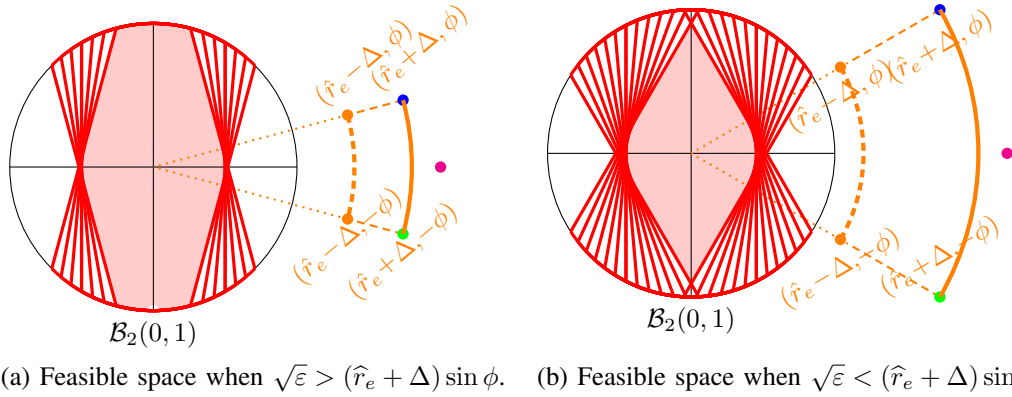 (r̂ₑ−Δ, ϕ)
(r̂ₑ+Δ, ϕ)
(r̂ₑ−Δ,−ϕ)
(r̂ₑ+Δ,−ϕ)
ℬ₂(0, 1)
(r̂ₑ−Δ, ϕ)
(r̂ₑ+Δ, ϕ)
(r̂ₑ−Δ,−ϕ)
(r̂ₑ+Δ,−ϕ)
ℬ₂(0, 1)
(a) Feasible space when √ε > (r̂ₑ + Δ) sin ϕ.
(b) Feasible space when √ε < (r̂ₑ + Δ) sin